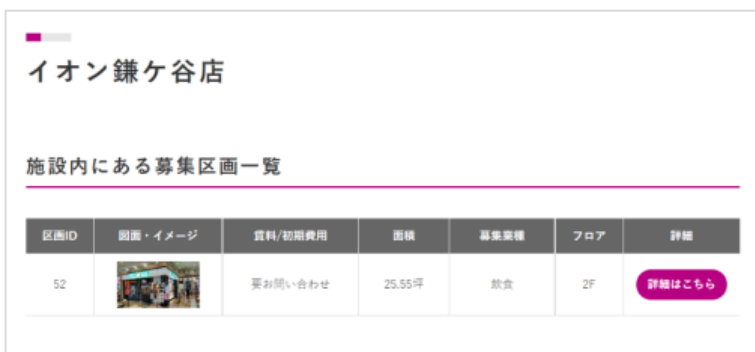 イオン鎌ケ谷店
施設内にある募集区画一覧
区画ID 図面・イメージ 賃料/初期費用 面積 募集業種 フロア 詳細
52 要お問い合わせ 25.55坪 飲食 2F 詳細はこちら